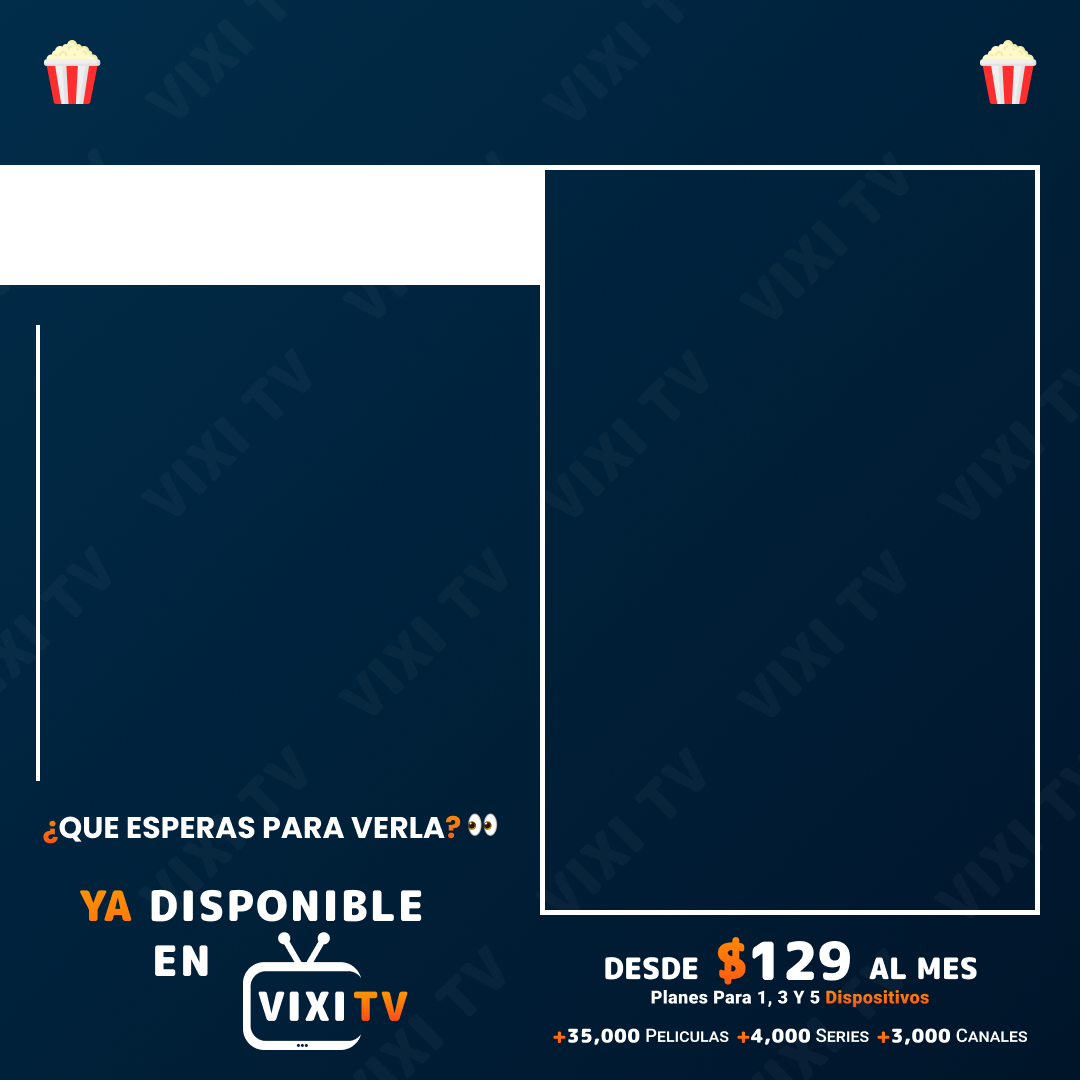 ¿QUE ESPERAS PARA VERLA? 👀
YA DISPONIBLE
EN
VIXI TV
DESDE $129 AL MES
Planes Para 1, 3 Y 5 Dispositivos
+35,000 PELICULAS +4,000 SERIES +3,000 CANALES